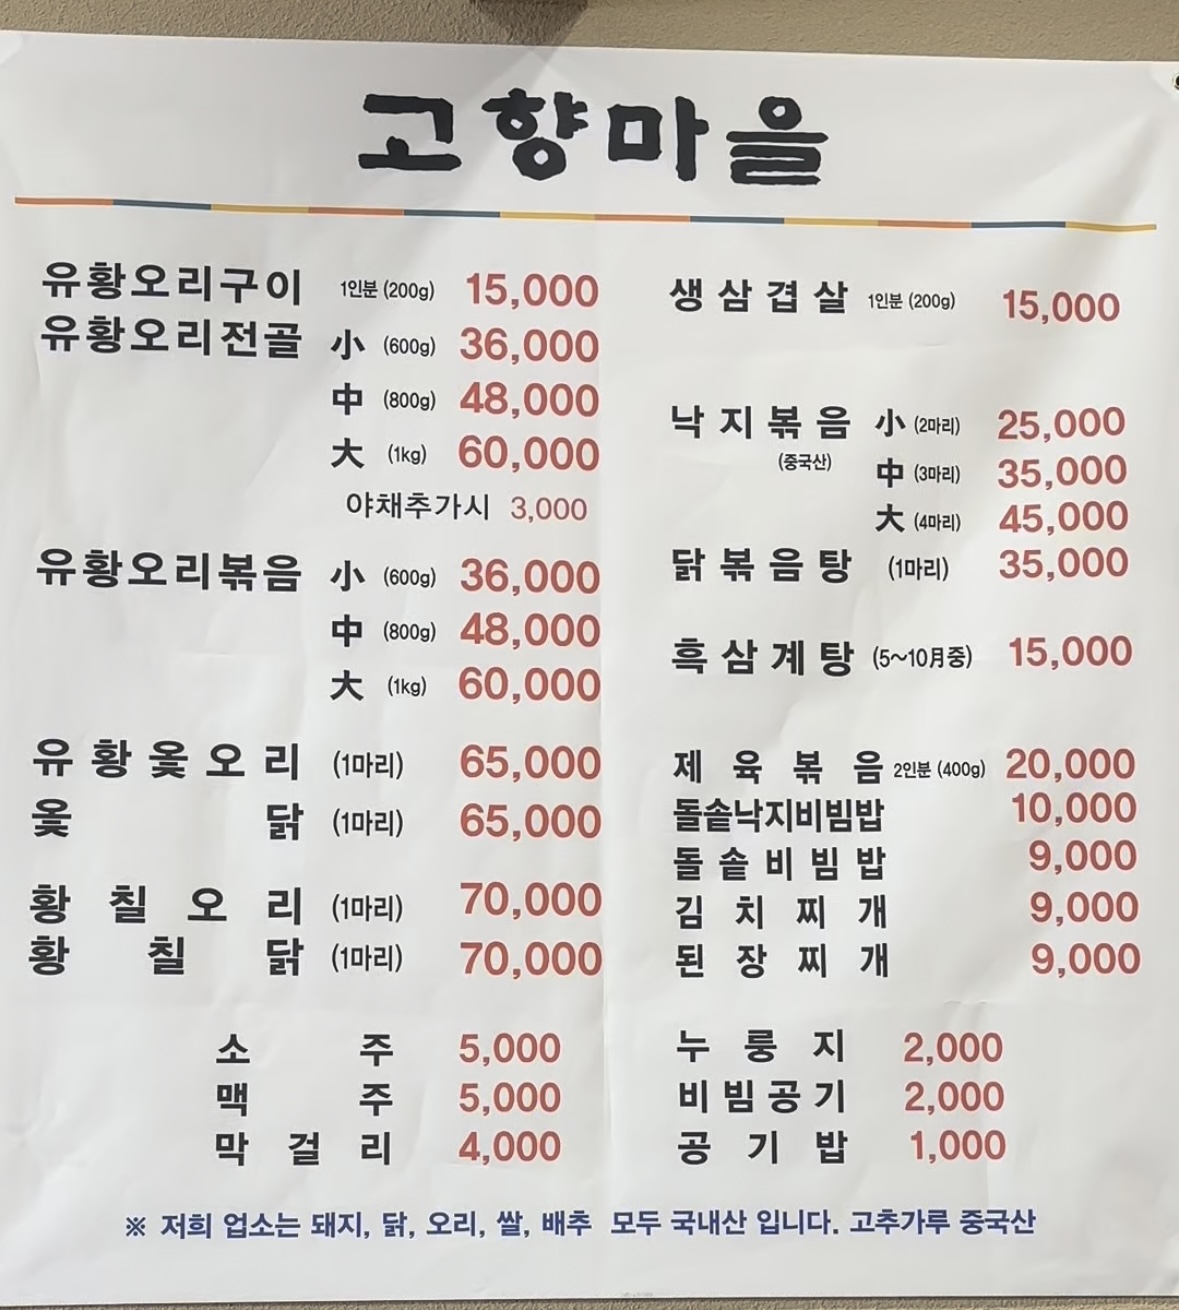 고향마을
유황오리구이 1인분 (200g) 15,000
유황오리전골 小 (600g) 36,000
中 (800g) 48,000
大 (1kg) 60,000
야채추가시 3,000
유황오리볶음 小 (600g) 36,000
中 (800g) 48,000
大 (1kg) 60,000
유황옻오리 (1마리) 65,000
옻닭 (1마리) 65,000
황칠오리 (1마리) 70,000
황칠닭 (1마리) 70,000
소주 5,000
맥주 5,000
막걸리 4,000
생삼겹살 1인분 (200g) 15,000
낙지볶음 小 (2마리) 25,000
(중국산) 中 (3마리) 35,000
大 (4마리) 45,000
닭볶음탕 (1마리) 35,000
흑삼계탕 (5~10月중) 15,000
제육볶음 2인분 (400g) 20,000
돌솥낙지비빔밥 10,000
돌솥비빔밥 9,000
김치찌개 9,000
된장찌개 9,000
누룽지 2,000
비빔공기 2,000
공기밥 1,000
※ 저희 업소는 돼지, 닭, 오리, 쌀, 배추 모두 국내산 입니다. 고추가루 중국산